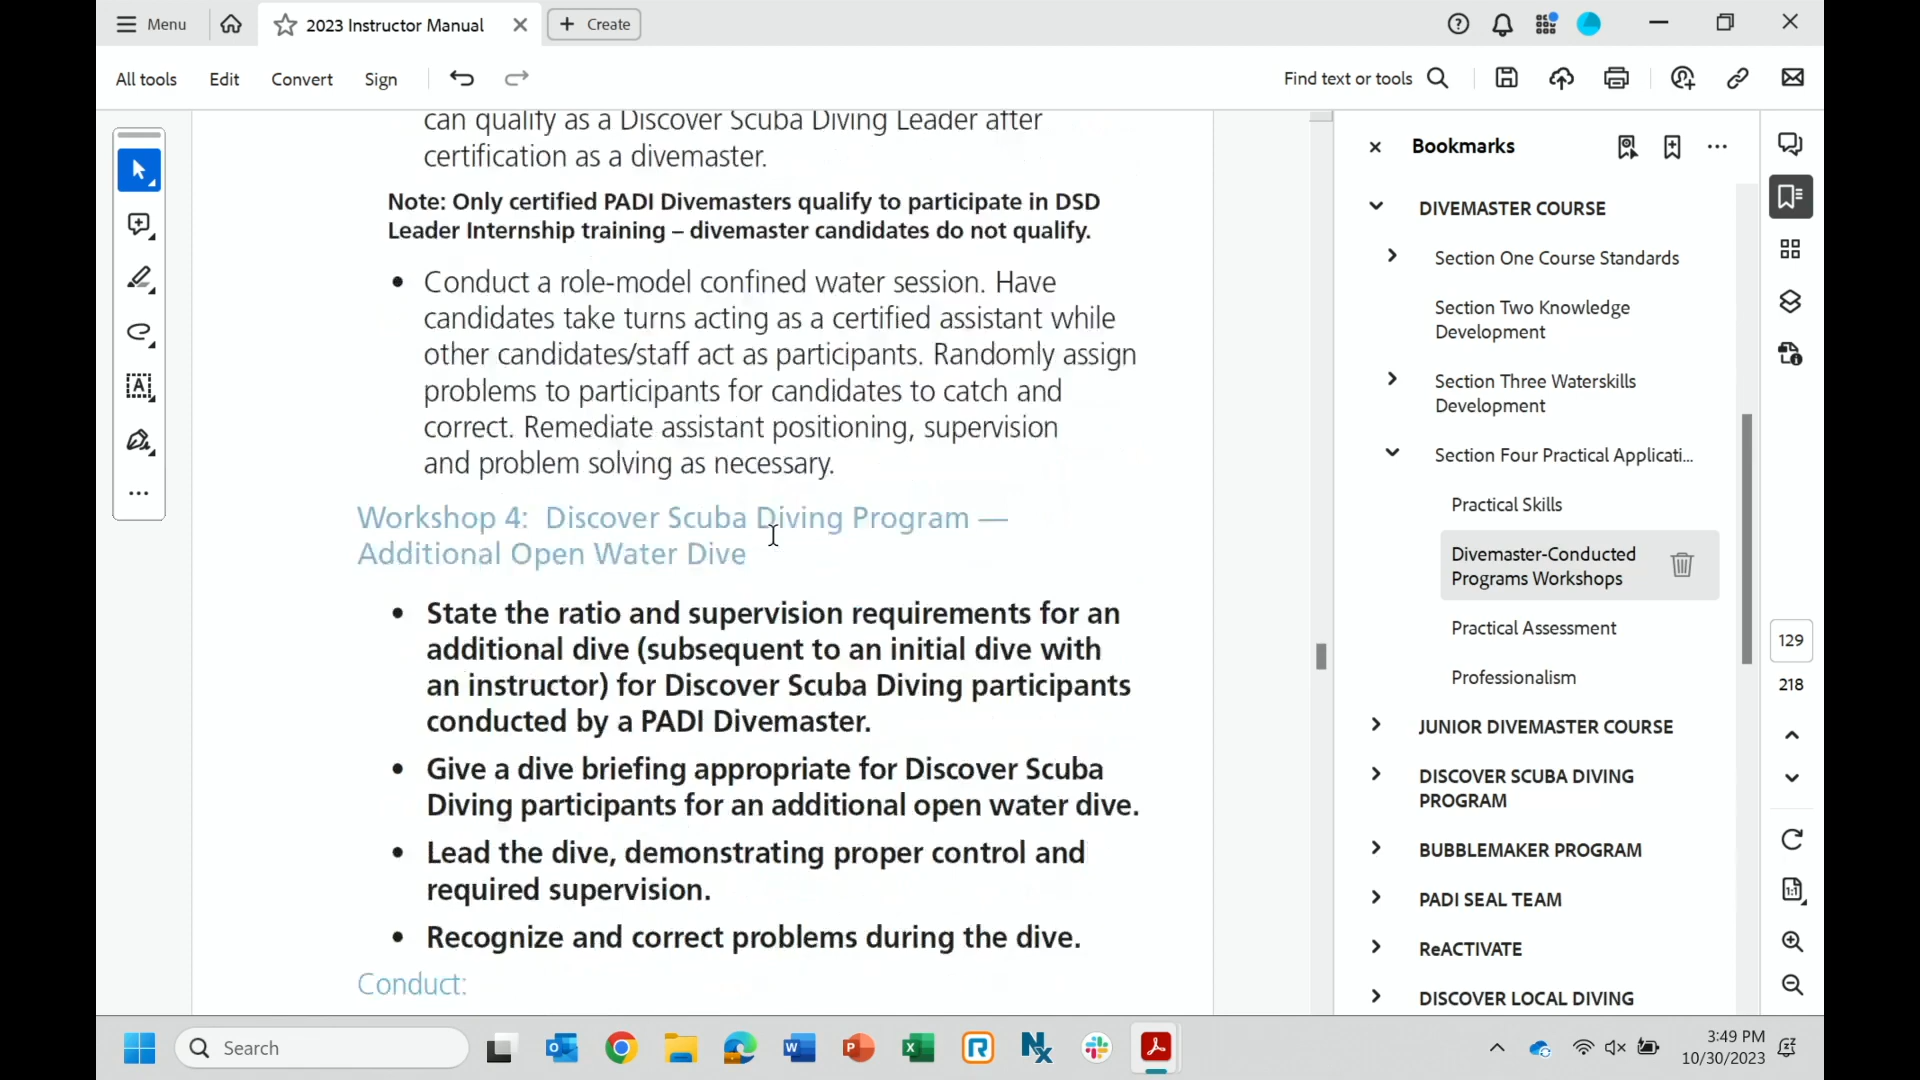 Menu
2023 Instructor Manual
Create
All tools
Edit
Convert
Sign
Find text or tools
can qualify as a Discover Scuba Diving Leader after
certification as a divemaster.
Note: Only certified PADI Divemasters qualify to participate in DSD
Leader Internship training – divemaster candidates do not qualify.
• Conduct a role-model confined water session. Have
candidates take turns acting as a certified assistant while
other candidates/staff act as participants. Randomly assign
problems to participants for candidates to catch and
correct. Remediate assistant positioning, supervision
and problem solving as necessary.
Workshop 4: Discover Scuba Diving Program —
Additional Open Water Dive
• State the ratio and supervision requirements for an
additional dive (subsequent to an initial dive with
an instructor) for Discover Scuba Diving participants
conducted by a PADI Divemaster.
• Give a dive briefing appropriate for Discover Scuba
Diving participants for an additional open water dive.
• Lead the dive, demonstrating proper control and
required supervision.
• Recognize and correct problems during the dive.
Conduct:
Bookmarks
DIVEMASTER COURSE
Section One Course Standards
Section Two Knowledge
Development
Section Three Waterskills
Development
Section Four Practical Applicati...
Practical Skills
Divemaster-Conducted
Programs Workshops
Practical Assessment
Professionalism
JUNIOR DIVEMASTER COURSE
DISCOVER SCUBA DIVING
PROGRAM
BUBBLEMAKER PROGRAM
PADI SEAL TEAM
ReACTIVATE
DISCOVER LOCAL DIVING
129
218
1:1
Search
3:49 PM
10/30/2023